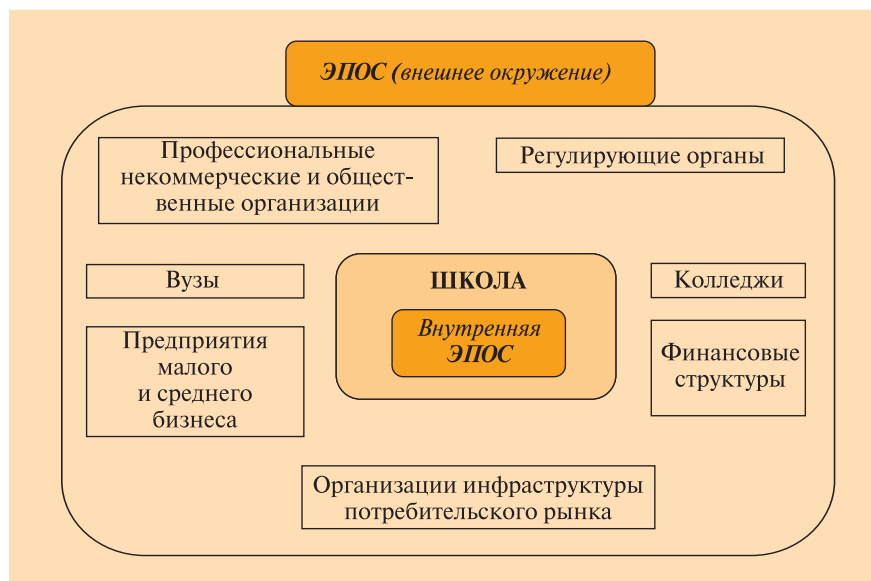 ЭПОС (внешнее окружение)
Профессиональные
некоммерческие и общест-
венные организации
Регулирующие органы
Вузы
ШКОЛА
Колледжи
Внутренняя
ЭПОС
Предприятия
малого
и среднего
бизнеса
Финансовые
структуры
Организации инфраструктуры
потребительского рынка